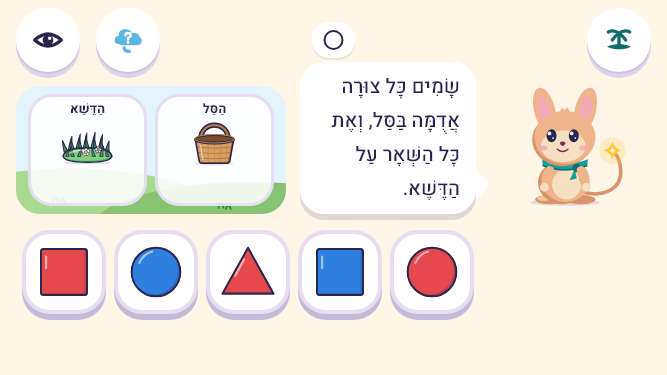 הַדֶּשֶׁא
הַסַּל
שָׂמִים כָּל צוּרָה
אֲדֻמָּה בַּסַּל, וְאֶת
כָּל הַשְּׁאָר עַל
הַדֶּשֶׁא.